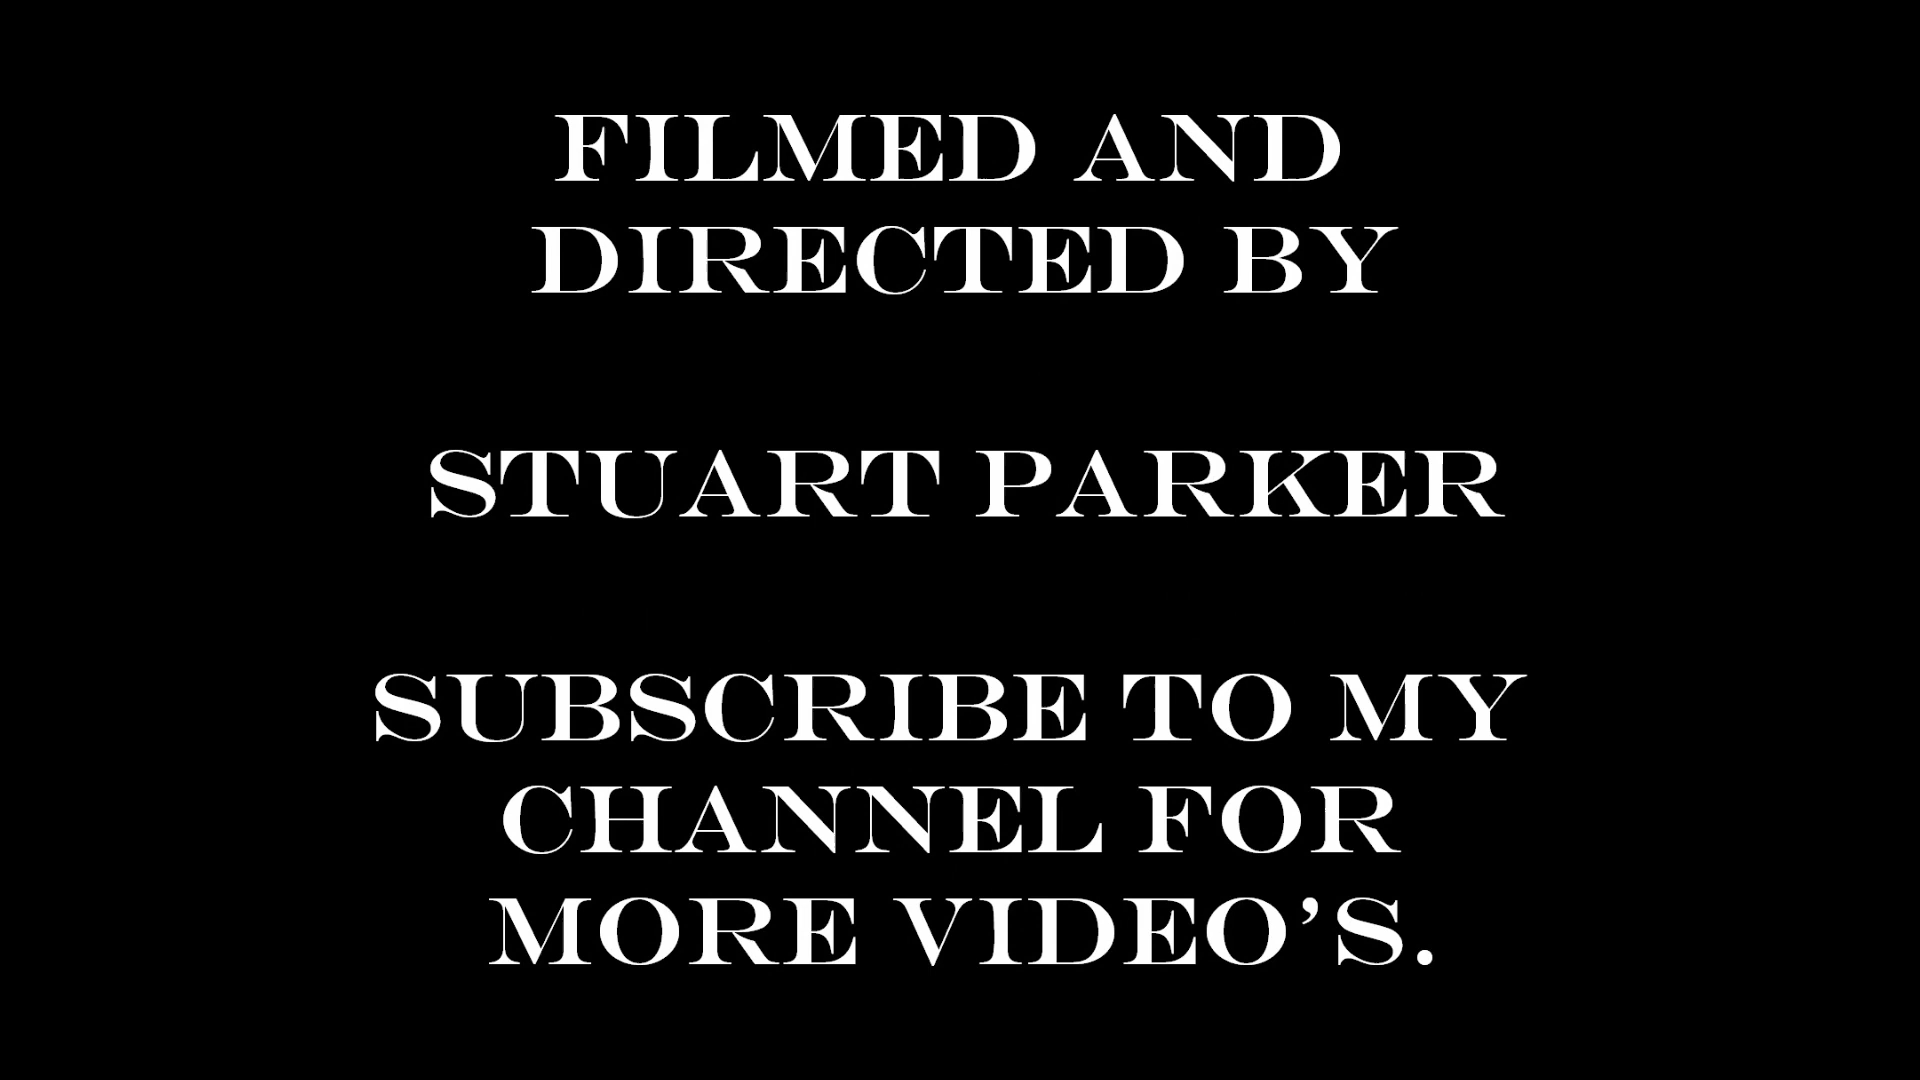 FILMED AND
DIRECTED BY
STUART PARKER
SUBSCRIBE TO MY
CHANNEL FOR
MORE VIDEO'S.